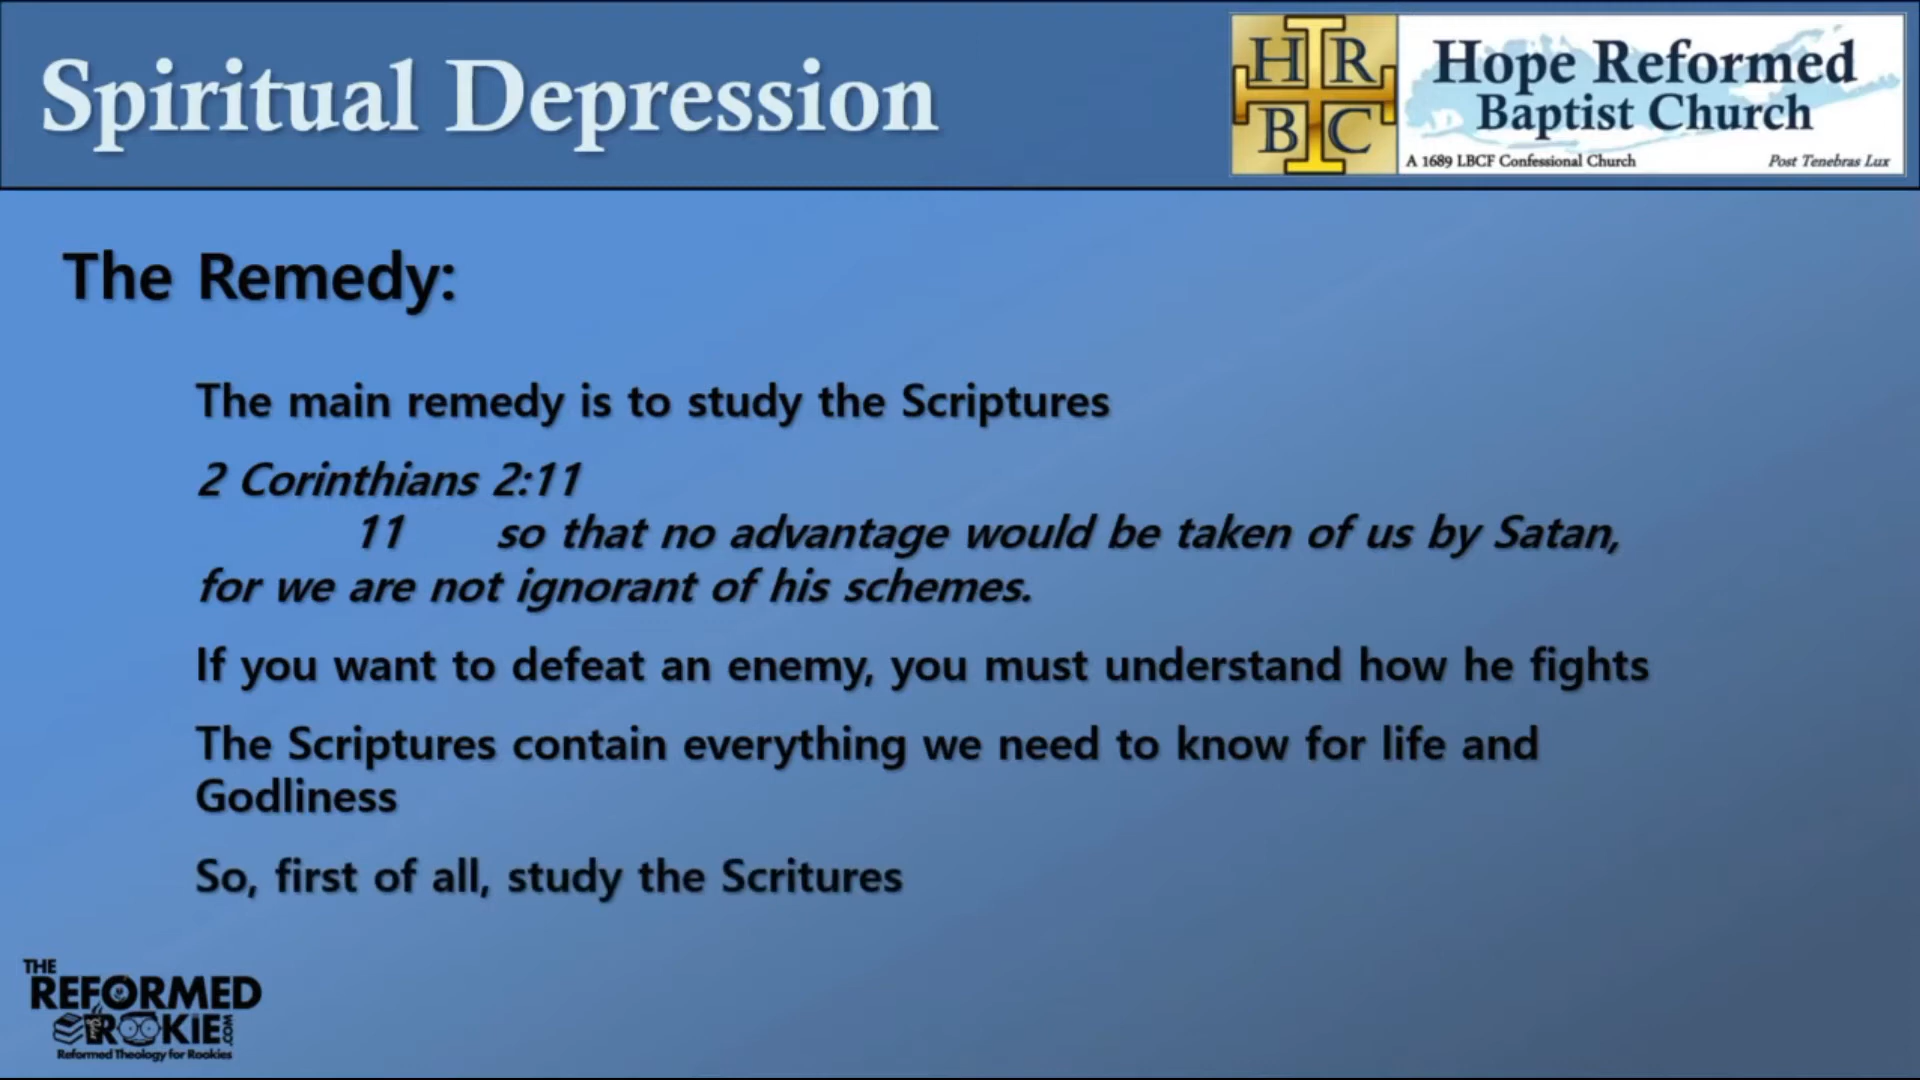 Spiritual Depression
H R
B C
Hope Reformed
Baptist Church
A 1689 LBCF Confessional Church Post Tenebras Lux
The Remedy:
The main remedy is to study the Scriptures
2 Corinthians 2:11
11 so that no advantage would be taken of us by Satan,
for we are not ignorant of his schemes.
If you want to defeat an enemy, you must understand how he fights
The Scriptures contain everything we need to know for life and
Godliness
So, first of all, study the Scritures
THE
REFORMED
ROOKIE.COM
Reformed Theology for Rookies